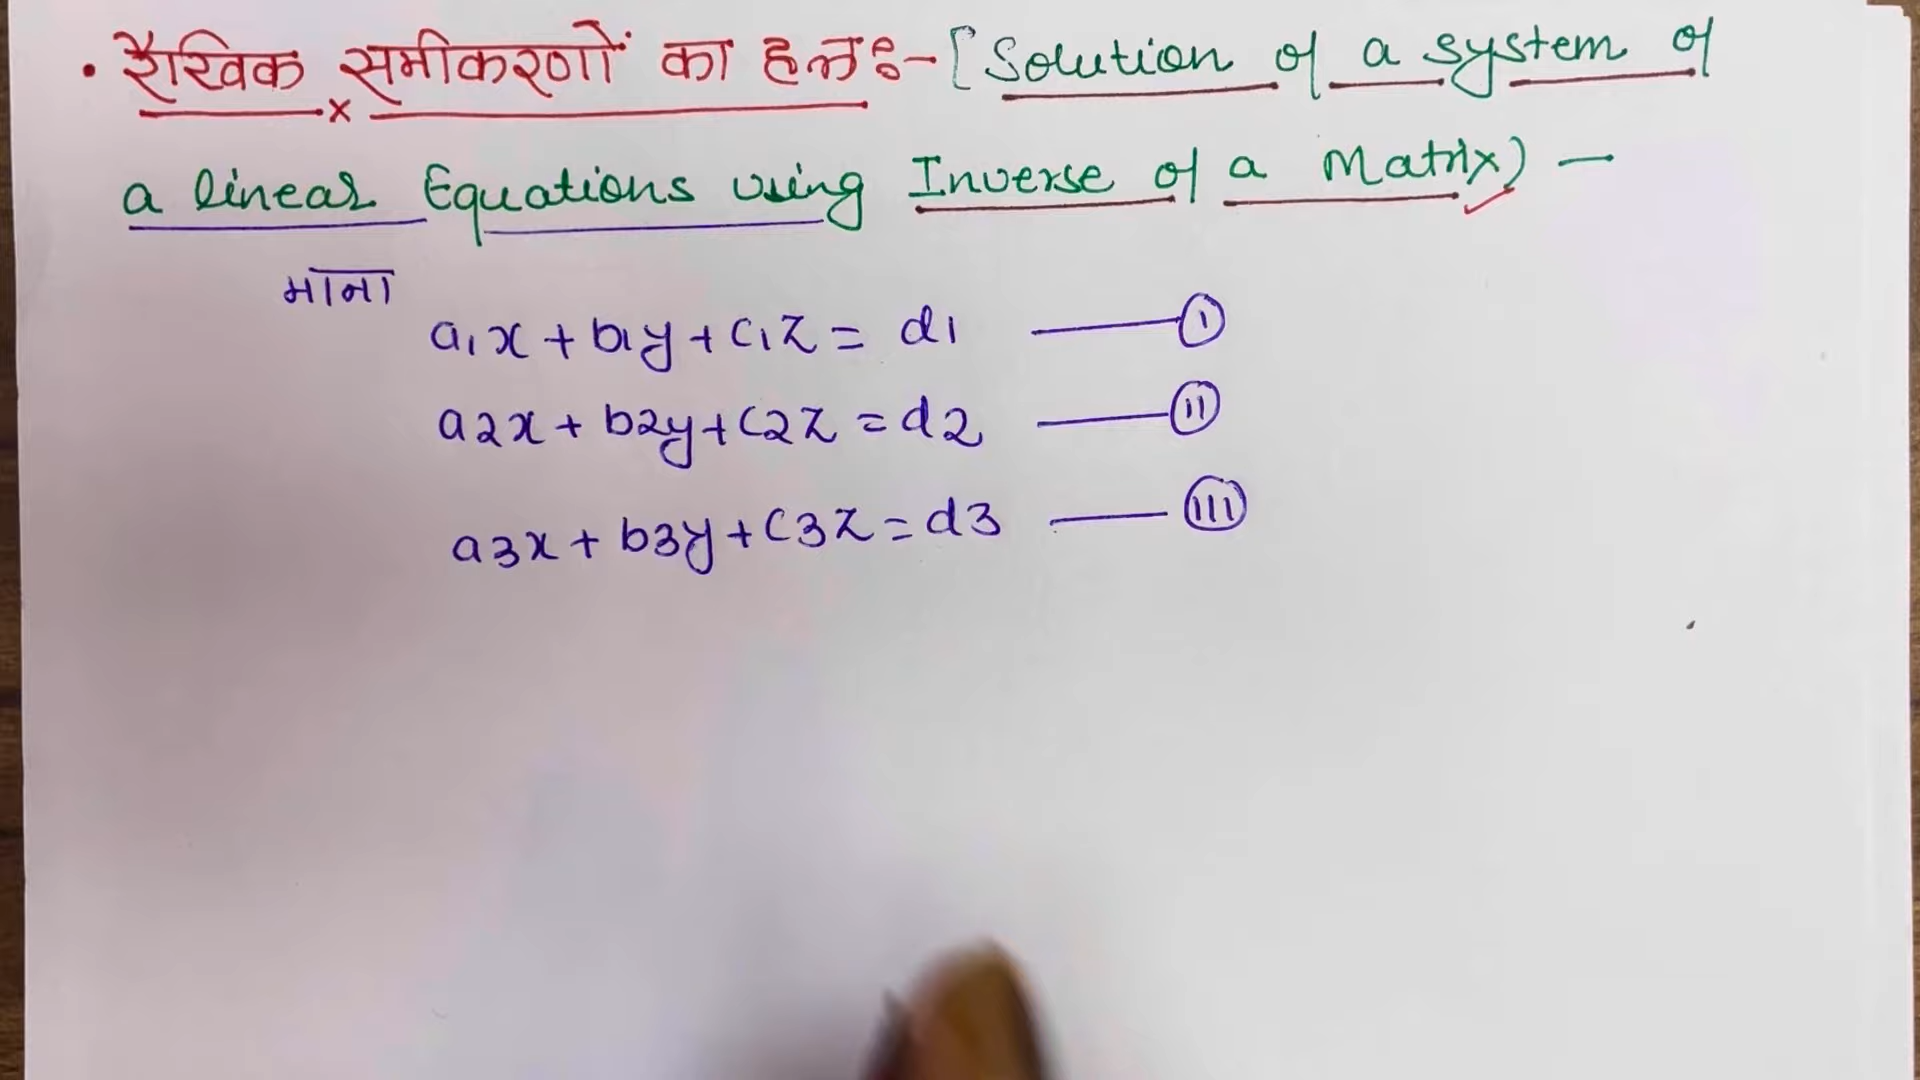 • रैखिक समीकरणों का हल:- [Solution of a system of
a linear Equations using Inverse of a Matrix) —
माना
a₁x + b₁y + c₁z = d1 —— (i)
a2x + b2y + c2z = d2 —— (ii)
a3x + b3y + c3z = d3 —— (iii)